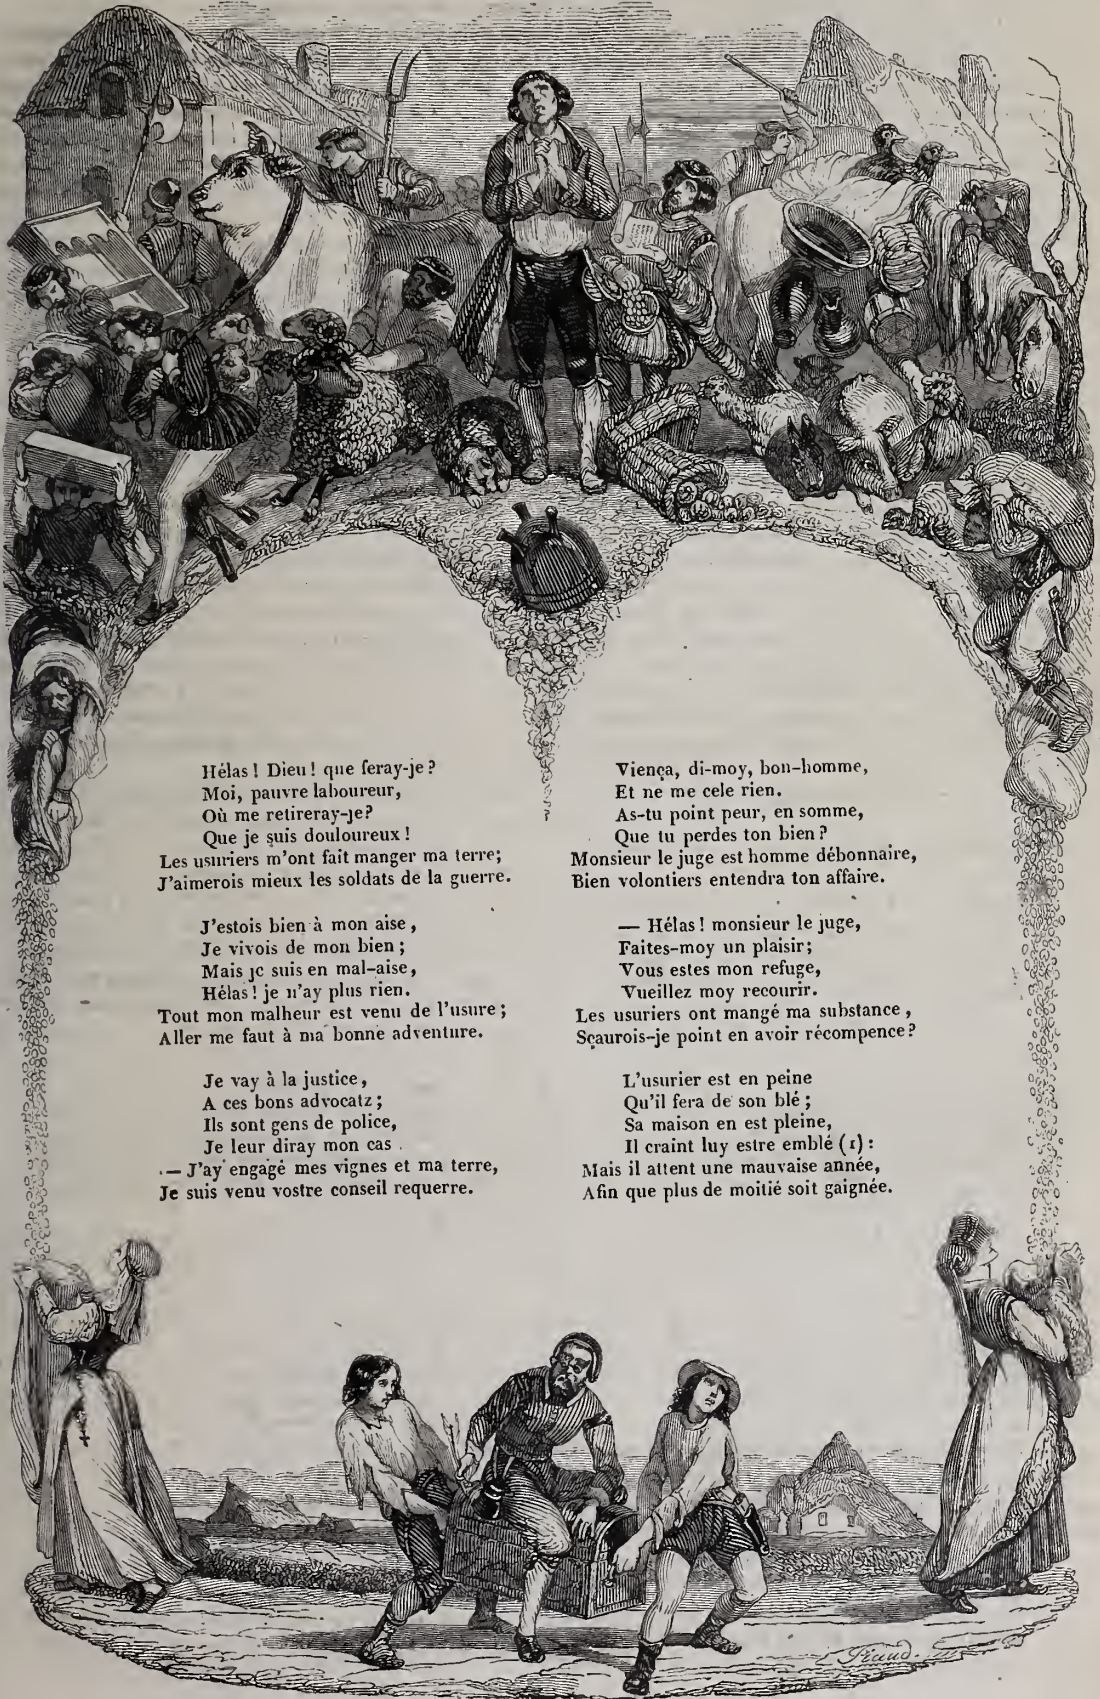 Hélas ! Dieu ! que feray-je ?
Moi, pauvre laboureur,
Où me retireray-je?
Que je suis douloureux !
Les usuriers m'ont fait manger ma terre;
J'aimerois mieux les soldats de la guerre.
J'estois bien à mon aise,
Je vivois de mon bien ;
Mais je suis en mal-aise,
Hélas ! je n'ay plus rien.
Tout mon malheur est venu de l'usure ;
Aller me faut à ma bonne adventure.
Je vay à la justice,
A ces bons advocatz ;
Ils sont gens de police,
Je leur diray mon cas.
— J'ay engagé mes vignes et ma terre,
Je suis venu vostre conseil requerre.
Viença, di-moy, bon-homme,
Et ne me cele rien.
As-tu point peur, en somme,
Que tu perdes ton bien ?
Monsieur le juge est homme débonnaire,
Bien volontiers entendra ton affaire.
— Hélas ! monsieur le juge,
Faites-moy un plaisir;
Vous estes mon refuge,
Vueillez moy recourir.
Les usuriers ont mangé ma substance,
Sçaurois-je point en avoir récompence?
L'usurier est en peine
Qu'il fera de son blé ;
Sa maison en est pleine,
Il craint luy estre emblé (1) :
Mais il attent une mauvaise année,
Afin que plus de moitié soit gaignée.